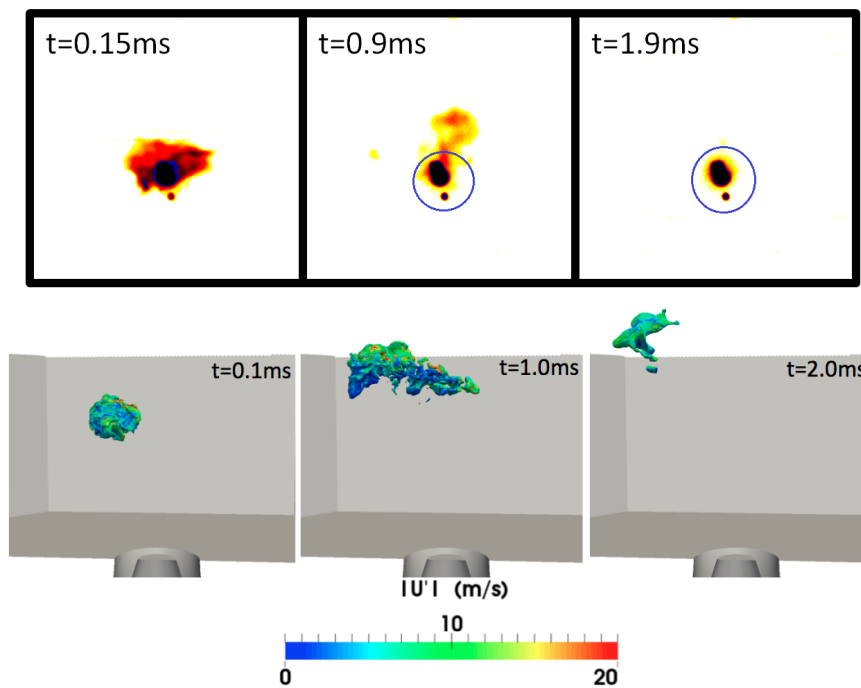 t=0.15ms
t=0.9ms
t=1.9ms
t=0.1ms
t=1.0ms
t=2.0ms
|U'| (m/s)
10
0
20